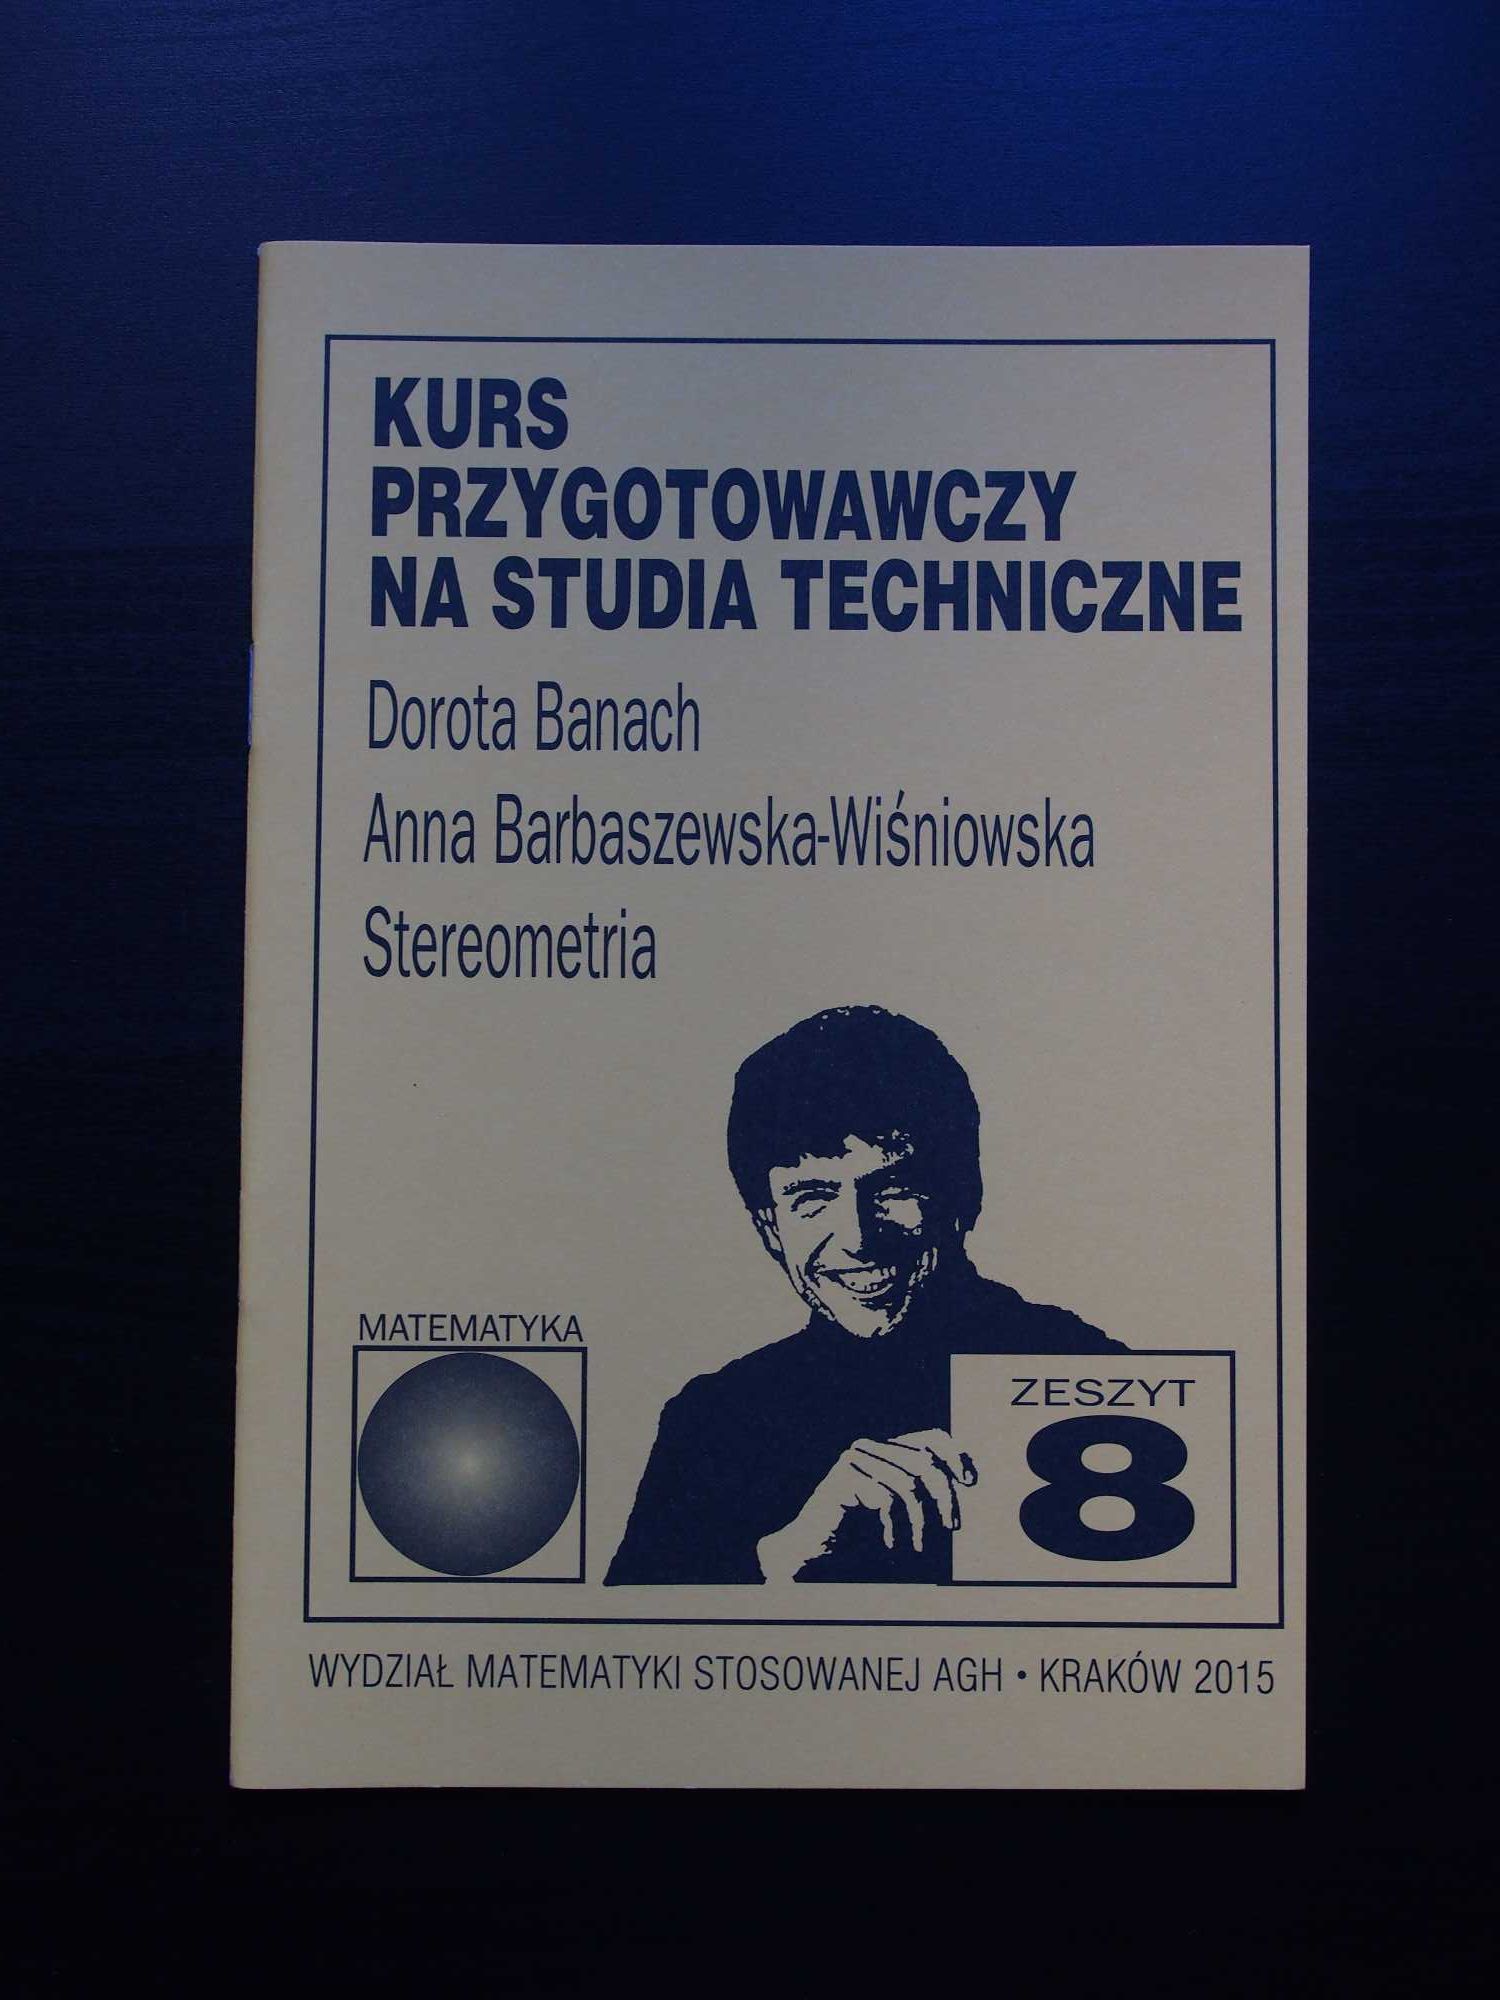 KURS
PRZYGOTOWAWCZY
NA STUDIA TECHNICZNE
Dorota Banach
Anna Barbaszewska-Wiśniowska
Stereometria
MATEMATYKA
ZESZYT
8
WYDZIAŁ MATEMATYKI STOSOWANEJ AGH • KRAKÓW 2015